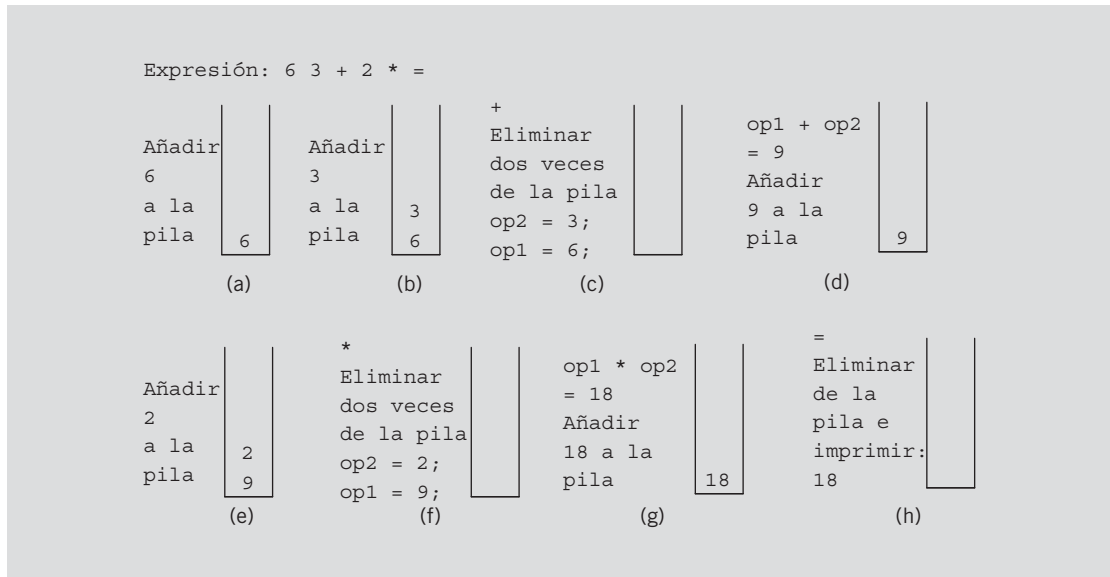 Expresión: 6 3 + 2 * =
Añadir
6
a la
pila
6
(a)
Añadir
3
a la
pila
3
6
(b)
+
Eliminar
dos veces
de la pila
op2 = 3;
op1 = 6;
(c)
op1 + op2
= 9
Añadir
9 a la
pila
9
(d)
Añadir
2
a la
pila
2
9
(e)
*
Eliminar
dos veces
de la pila
op2 = 2;
op1 = 9;
(f)
op1 * op2
= 18
Añadir
18 a la
pila
18
(g)
=
Eliminar
de la
pila e
imprimir:
18
(h)